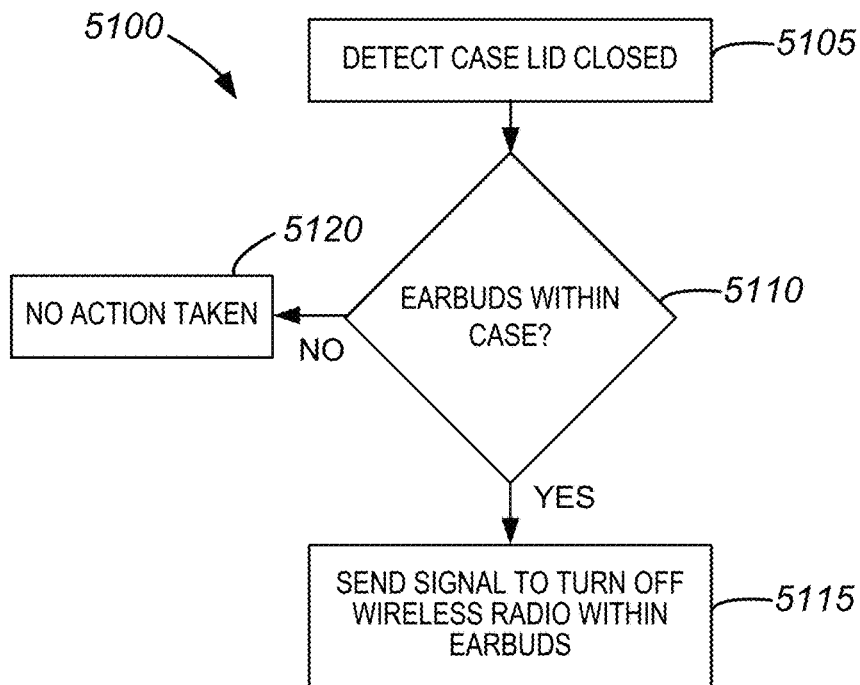 5100
DETECT CASE LID CLOSED
5105
5120
NO ACTION TAKEN
NO
EARBUDS WITHIN
CASE?
5110
YES
SEND SIGNAL TO TURN OFF
WIRELESS RADIO WITHIN
EARBUDS
5115